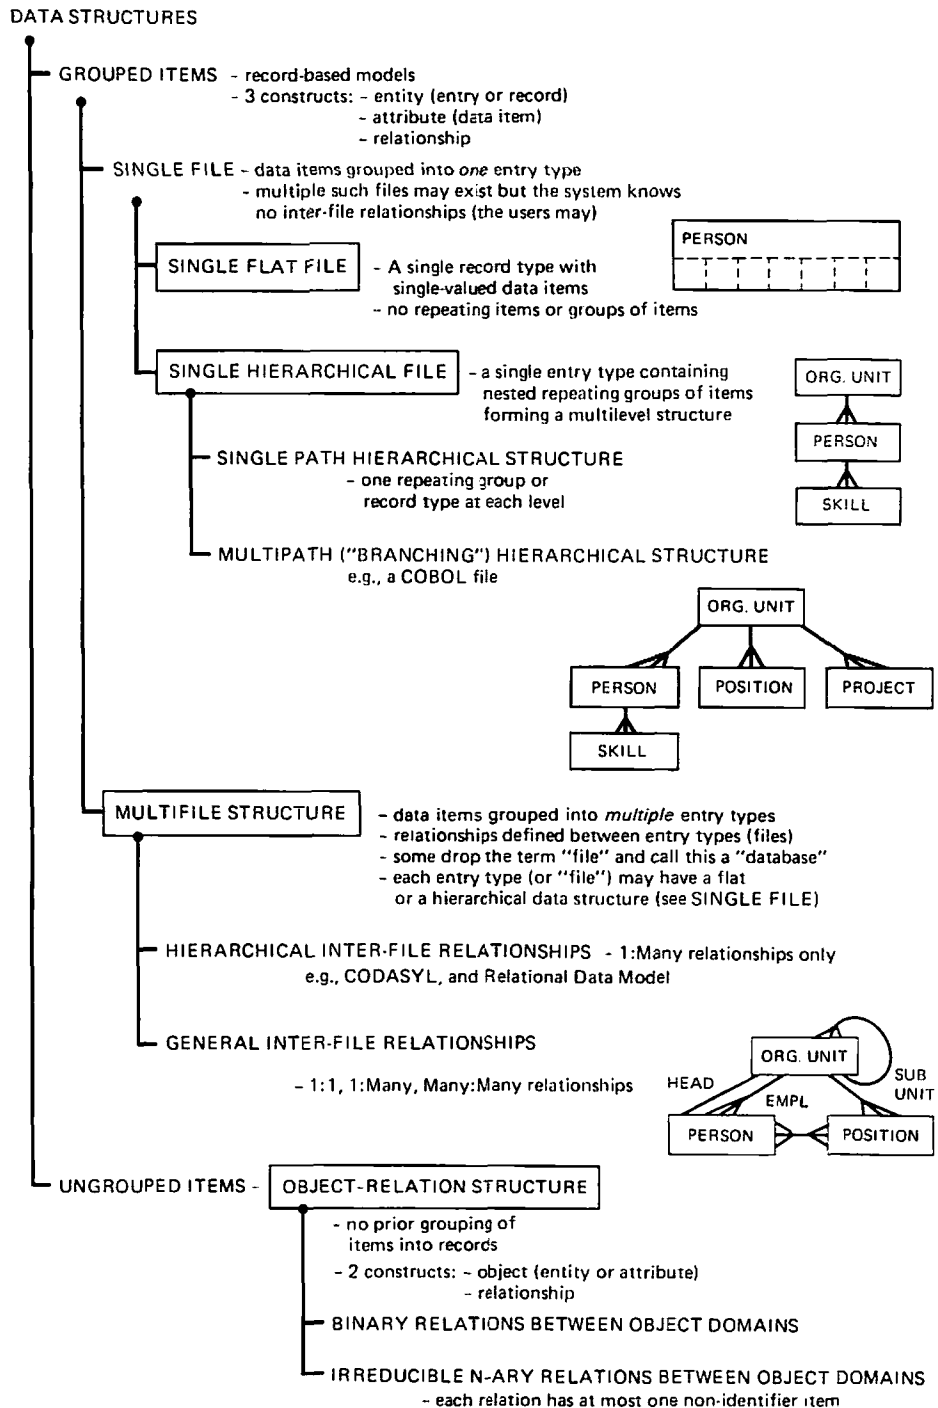 DATA STRUCTURES
GROUPED ITEMS - record-based models
- 3 constructs: - entity (entry or record)
- attribute (data item)
- relationship
SINGLE FILE - data items grouped into one entry type
- multiple such files may exist but the system knows
no inter-file relationships (the users may)
PERSON
SINGLE FLAT FILE - A single record type with
single-valued data items
- no repeating items or groups of items
SINGLE HIERARCHICAL FILE - a single entry type containing
nested repeating groups of items
forming a multilevel structure
ORG. UNIT
PERSON
SKILL
SINGLE PATH HIERARCHICAL STRUCTURE
- one repeating group or
record type at each level
MULTIPATH ("BRANCHING") HIERARCHICAL STRUCTURE
e.g., a COBOL file
ORG. UNIT
PERSON POSITION PROJECT
SKILL
MULTIFILE STRUCTURE - data items grouped into multiple entry types
- relationships defined between entry types (files)
- some drop the term "file" and call this a "database"
- each entry type (or "file") may have a flat
or a hierarchical data structure (see SINGLE FILE)
HIERARCHICAL INTER-FILE RELATIONSHIPS - 1:Many relationships only
e.g., CODASYL, and Relational Data Model
GENERAL INTER-FILE RELATIONSHIPS
- 1:1, 1:Many, Many:Many relationships
ORG. UNIT
HEAD
EMPL
SUB
UNIT
PERSON POSITION
UNGROUPED ITEMS - OBJECT-RELATION STRUCTURE
- no prior grouping of
items into records
- 2 constructs: - object (entity or attribute)
- relationship
BINARY RELATIONS BETWEEN OBJECT DOMAINS
IRREDUCIBLE N-ARY RELATIONS BETWEEN OBJECT DOMAINS
- each relation has at most one non-identifier item